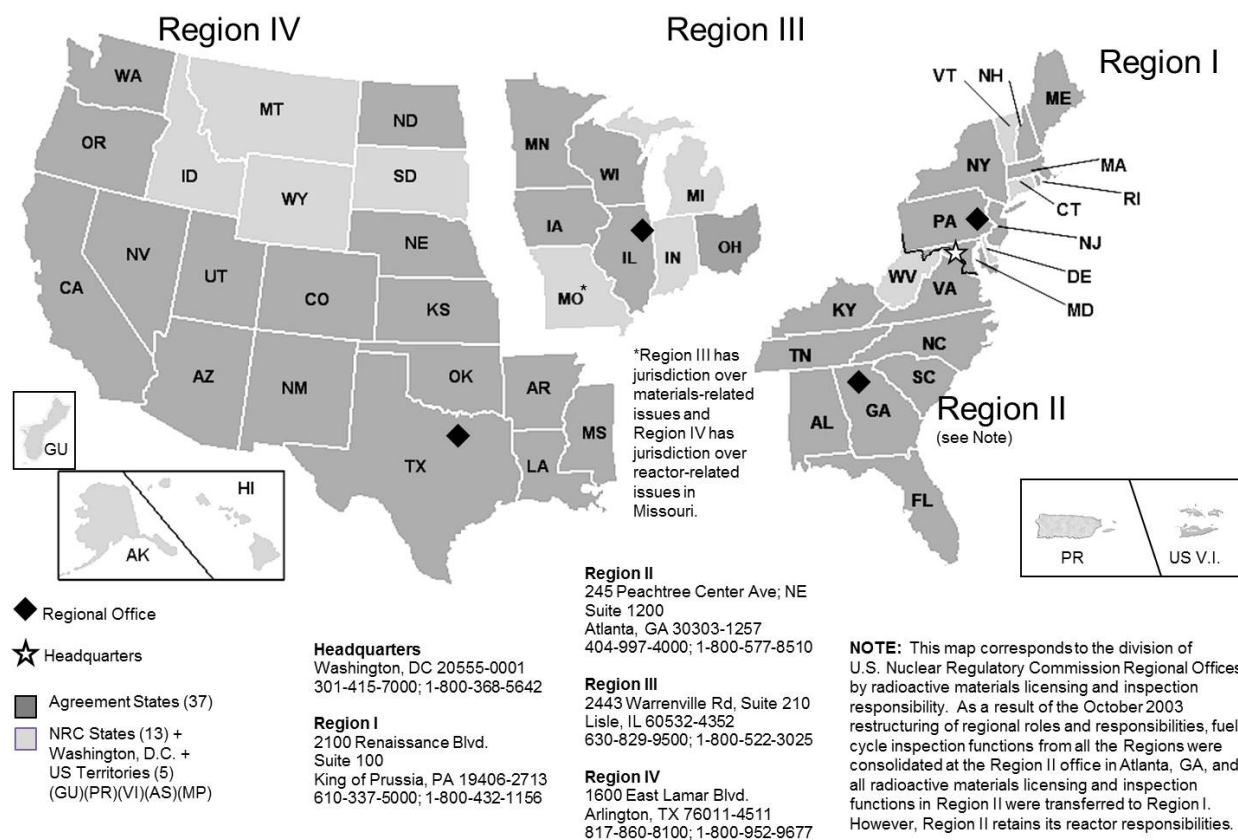 Region IV
Region III
Region I
WA
MT
ND
MN
VT
NH
ME
OR
ID
SD
WI
MI
NY
MA
WY
IA
CT
RI
NE
IL
IN
OH
PA
NJ
NV
UT
CO
KS
MO*
WV
VA
DE
MD
CA
KY
AZ
NM
OK
AR
TN
NC
SC
*Region III has
jurisdiction over
materials-related
issues and
Region IV has
jurisdiction over
reactor-related
issues in
Missouri.
GU
TX
LA
MS
AL
GA
Region II
(see Note)
FL
HI
AK
PR
US V.I.
Regional Office
Headquarters
Agreement States (37)
NRC States (13) +
Washington, D.C. +
US Territories (5)
(GU)(PR)(VI)(AS)(MP)
Headquarters
Washington, DC 20555-0001
301-415-7000; 1-800-368-5642
Region I
2100 Renaissance Blvd.
Suite 100
King of Prussia, PA 19406-2713
610-337-5000; 1-800-432-1156
Region II
245 Peachtree Center Ave; NE
Suite 1200
Atlanta, GA 30303-1257
404-997-4000; 1-800-577-8510
Region III
2443 Warrenville Rd, Suite 210
Lisle, IL 60532-4352
630-829-9500; 1-800-522-3025
Region IV
1600 East Lamar Blvd.
Arlington, TX 76011-4511
817-860-8100; 1-800-952-9677
NOTE: This map corresponds to the division of
U.S. Nuclear Regulatory Commission Regional Offices
by radioactive materials licensing and inspection
responsibility. As a result of the October 2003
restructuring of regional roles and responsibilities, fuel
cycle inspection functions from all the Regions were
consolidated at the Region II office in Atlanta, GA, and
all radioactive materials licensing and inspection
functions in Region II were transferred to Region I.
However, Region II retains its reactor responsibilities.